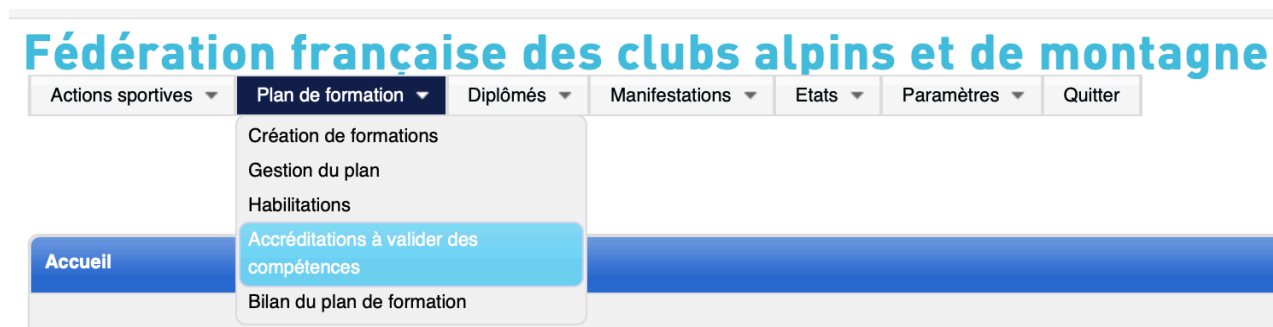 Fédération française des clubs alpins et de montagne
Actions sportives Plan de formation Diplômés Manifestations Etats Paramètres Quitter
Création de formations
Gestion du plan
Habilitations
Accréditations à valider des
compétences
Accueil
Bilan du plan de formation